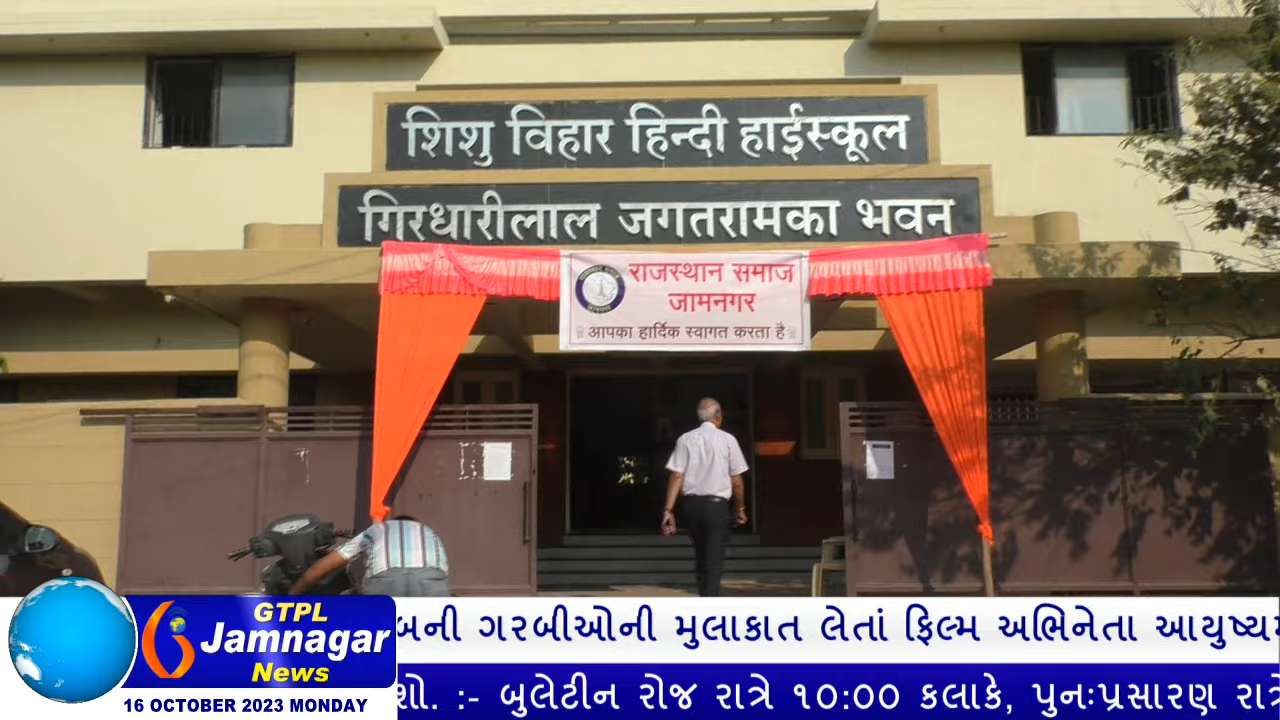 शिशु विहार हिन्दी हाईस्कूल
गिरधारीलाल जगतरामका भवन
राजस्थान समाज
जामनगर
आपका हार्दिक स्वागत करता है
GTPL
Jamnagar
News
16 OCTOBER 2023 MONDAY
બની ગરબીઓની મુલાકાત લેતાં ફિલ્મ અભિનેતા
શો. :- બુલેટીન રોજ રાત્રે ૧૦:૦૦ કલાકે, પુનઃપ્રસારણ